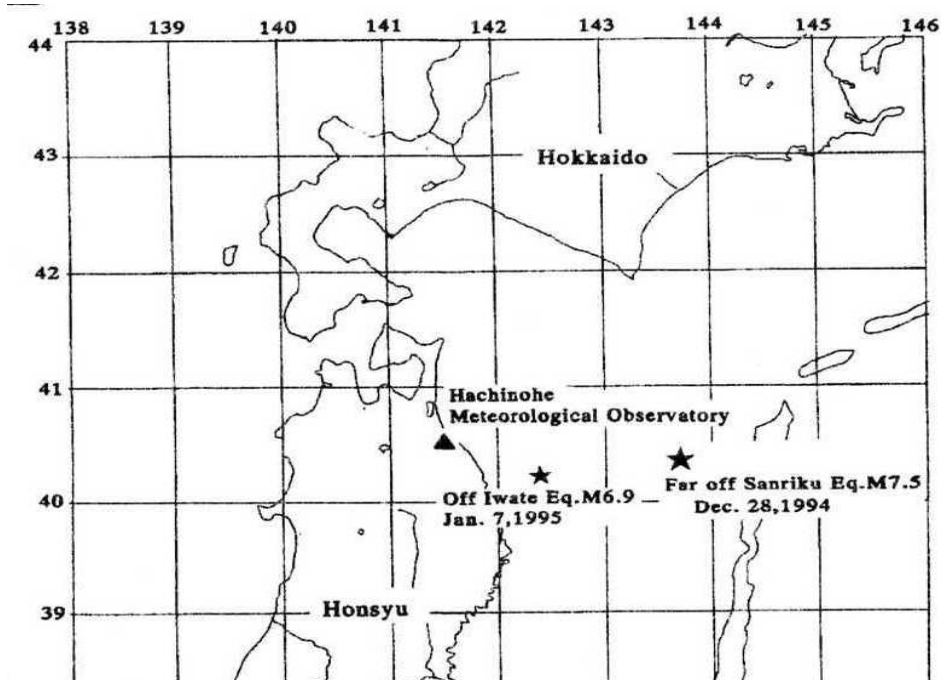 138 139 140 141 142 143 144 145 146
44
43
Hokkaido
42
41
Hachinohe
Meteorological Observatory
40
Off Iwate Eq.M6.9
Jan. 7,1995
Far off Sanriku Eq.M7.5
Dec. 28,1994
39
Honsyu